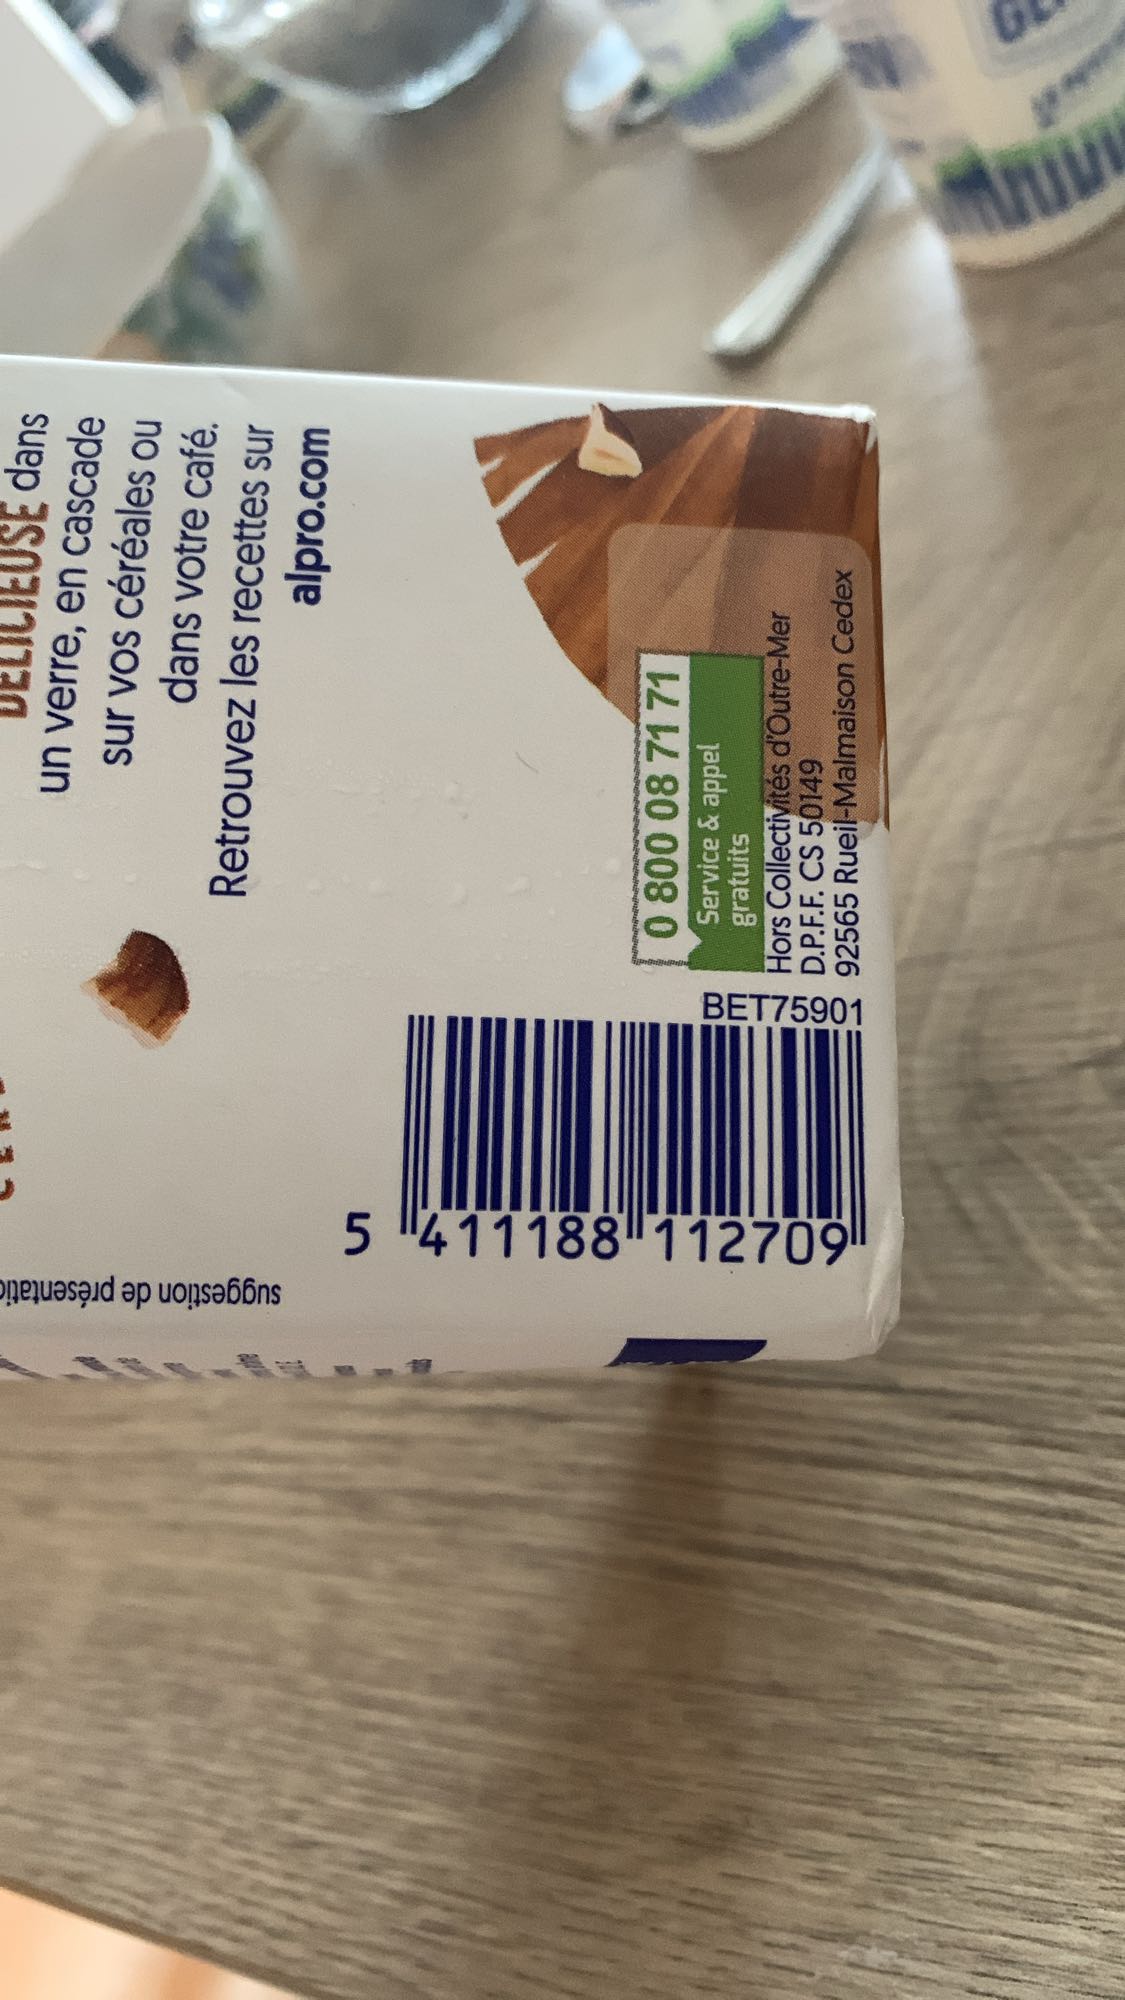 DÉLICIEUSE dans
un verre, en cascade
sur vos céréales ou
dans votre café.
Retrouvez les recettes sur
alpro.com
0 800 08 71 71
Service & appel
gratuits
Hors Collectivités d'Outre-Mer
D.P.F.F. CS 50149
92565 Rueil-Malmaison Cedex
BET75901
5 411188 112709
suggestion de